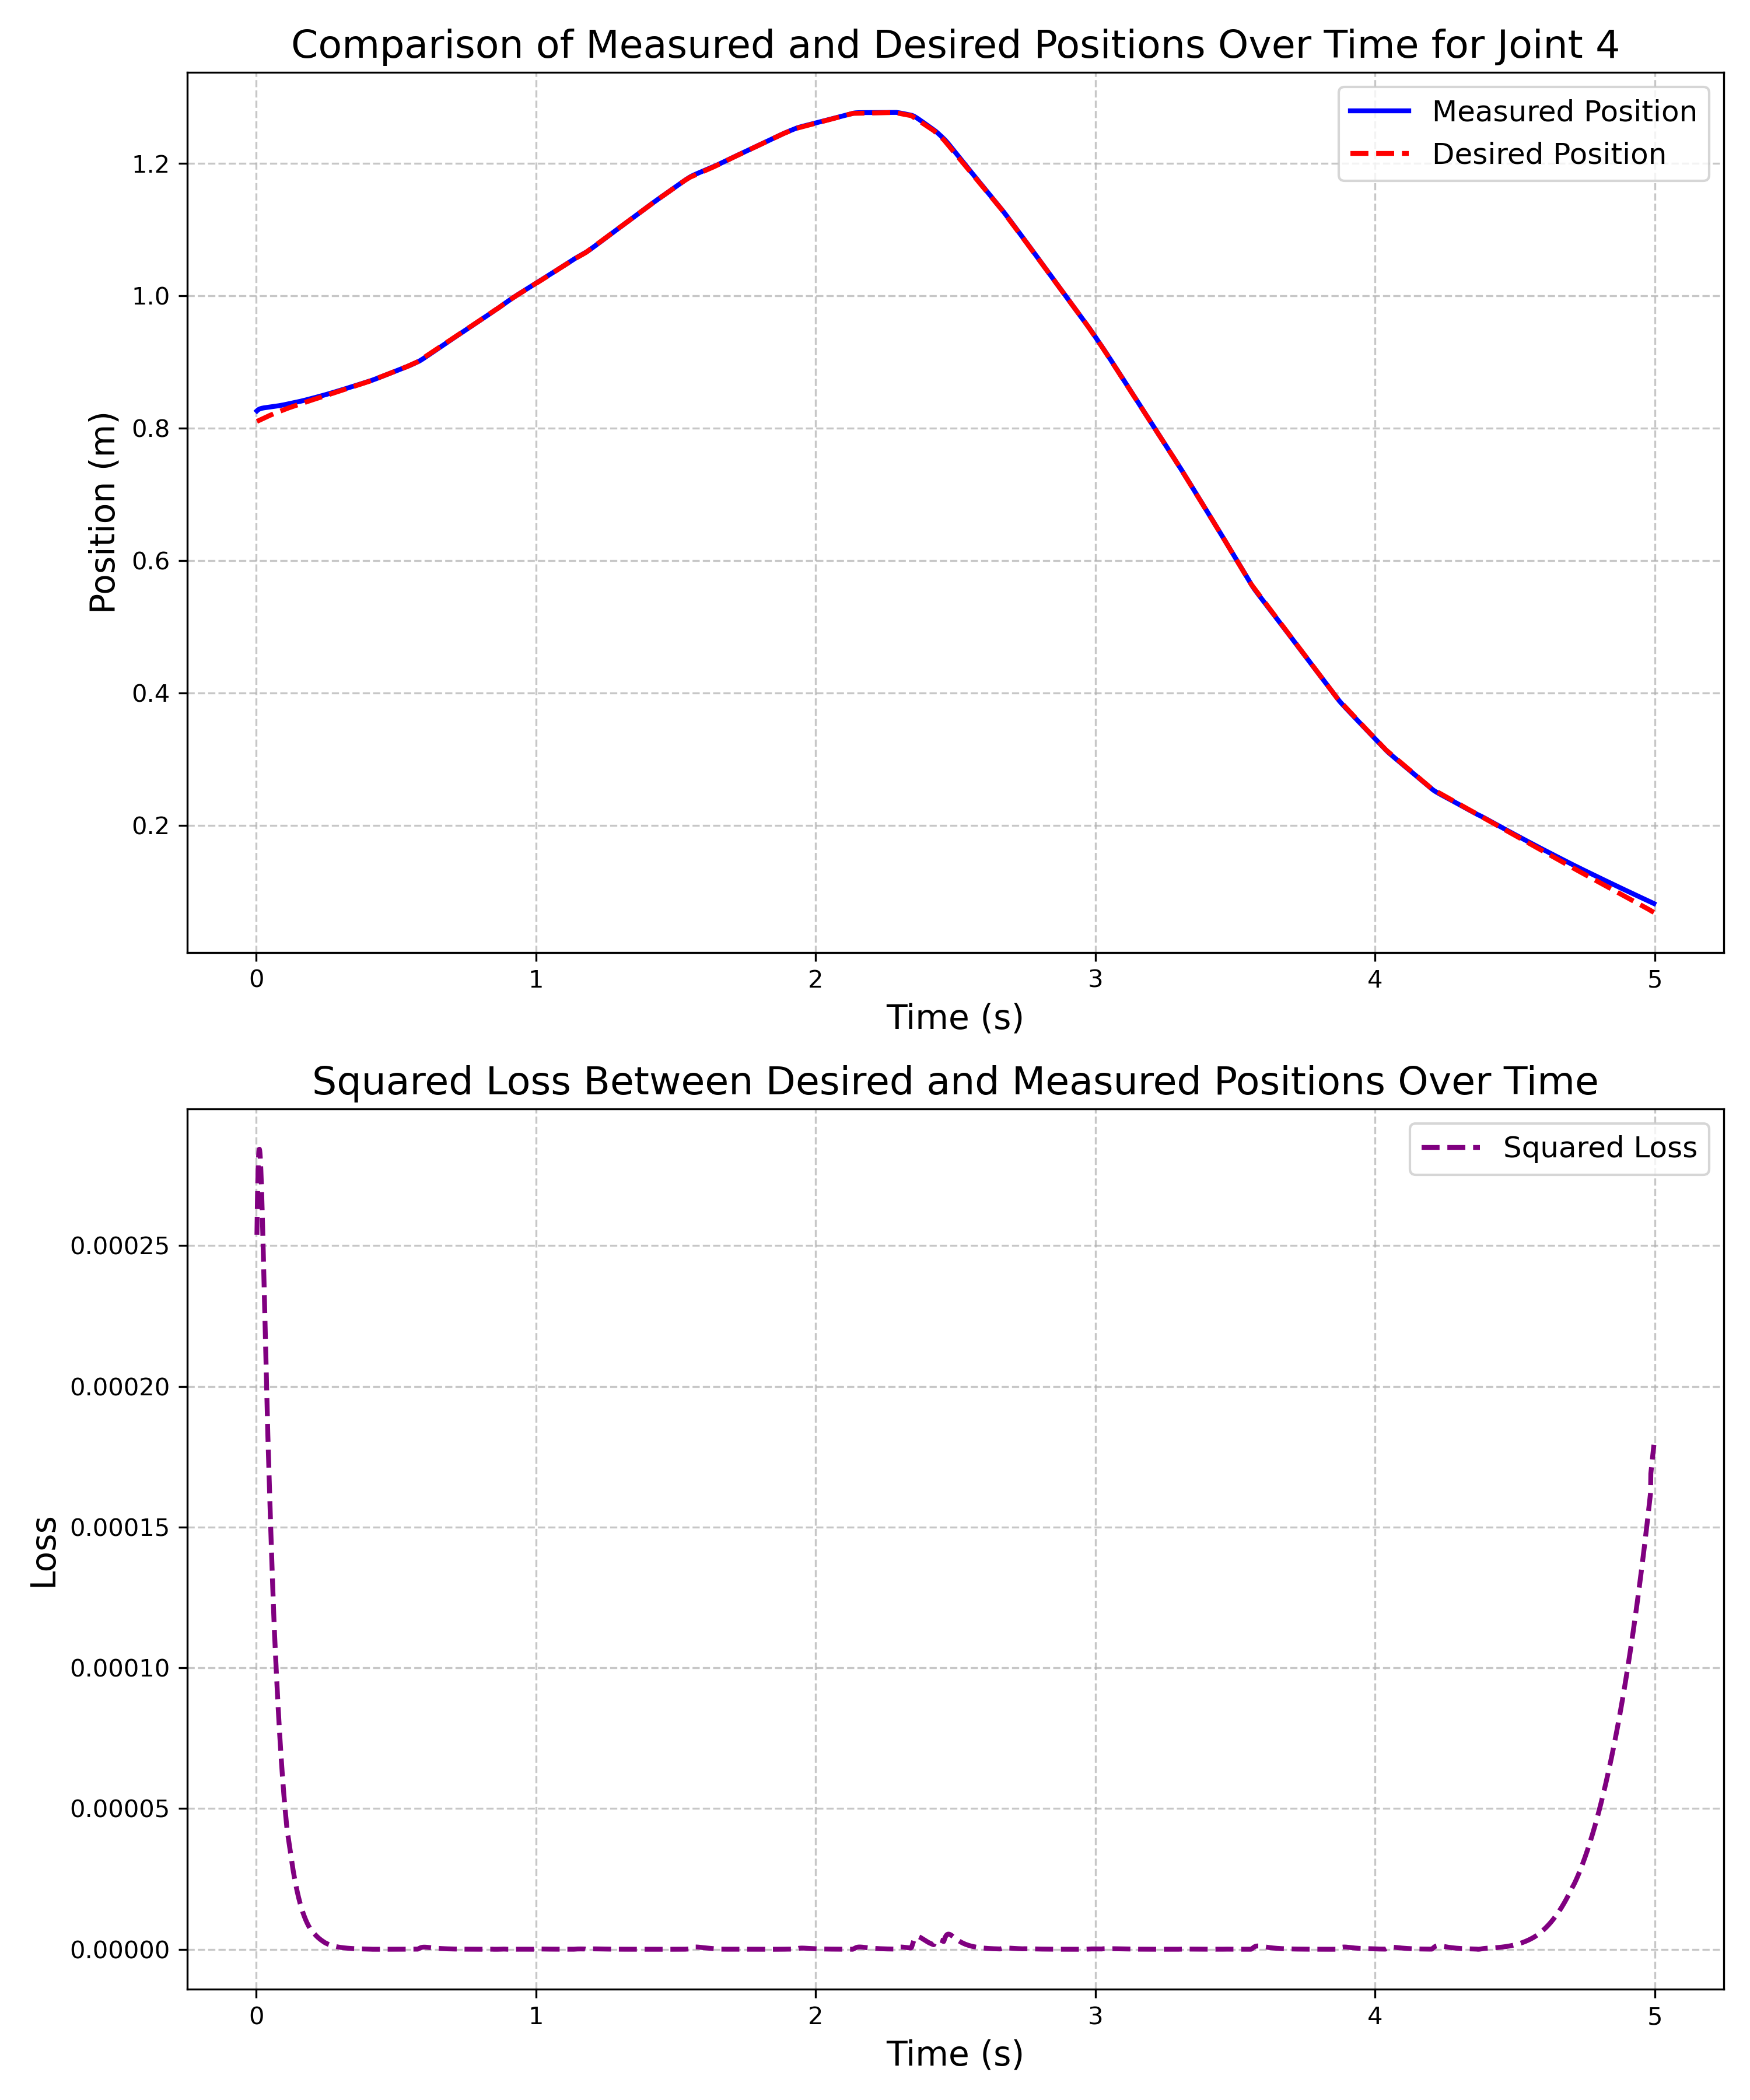 Comparison of Measured and Desired Positions Over Time for Joint 4
Measured Position
Desired Position
Position (m)
1.2
1.0
0.8
0.6
0.4
0.2
0 1 2 3 4 5
Time (s)
Squared Loss Between Desired and Measured Positions Over Time
Squared Loss
Loss
0.00025
0.00020
0.00015
0.00010
0.00005
0.00000
0 1 2 3 4 5
Time (s)